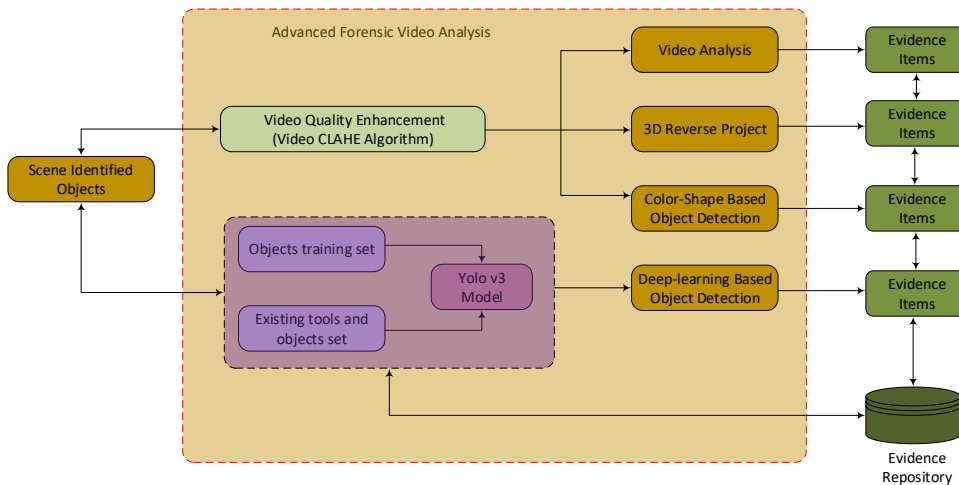 Advanced Forensic Video Analysis
Scene Identified
Objects
Video Quality Enhancement
(Video CLAHE Algorithm)
Objects training set
Existing tools and
objects set
Yolo v3
Model
Video Analysis
3D Reverse Project
Color-Shape Based
Object Detection
Deep-learning Based
Object Detection
Evidence
Items
Evidence
Items
Evidence
Items
Evidence
Items
Evidence
Repository